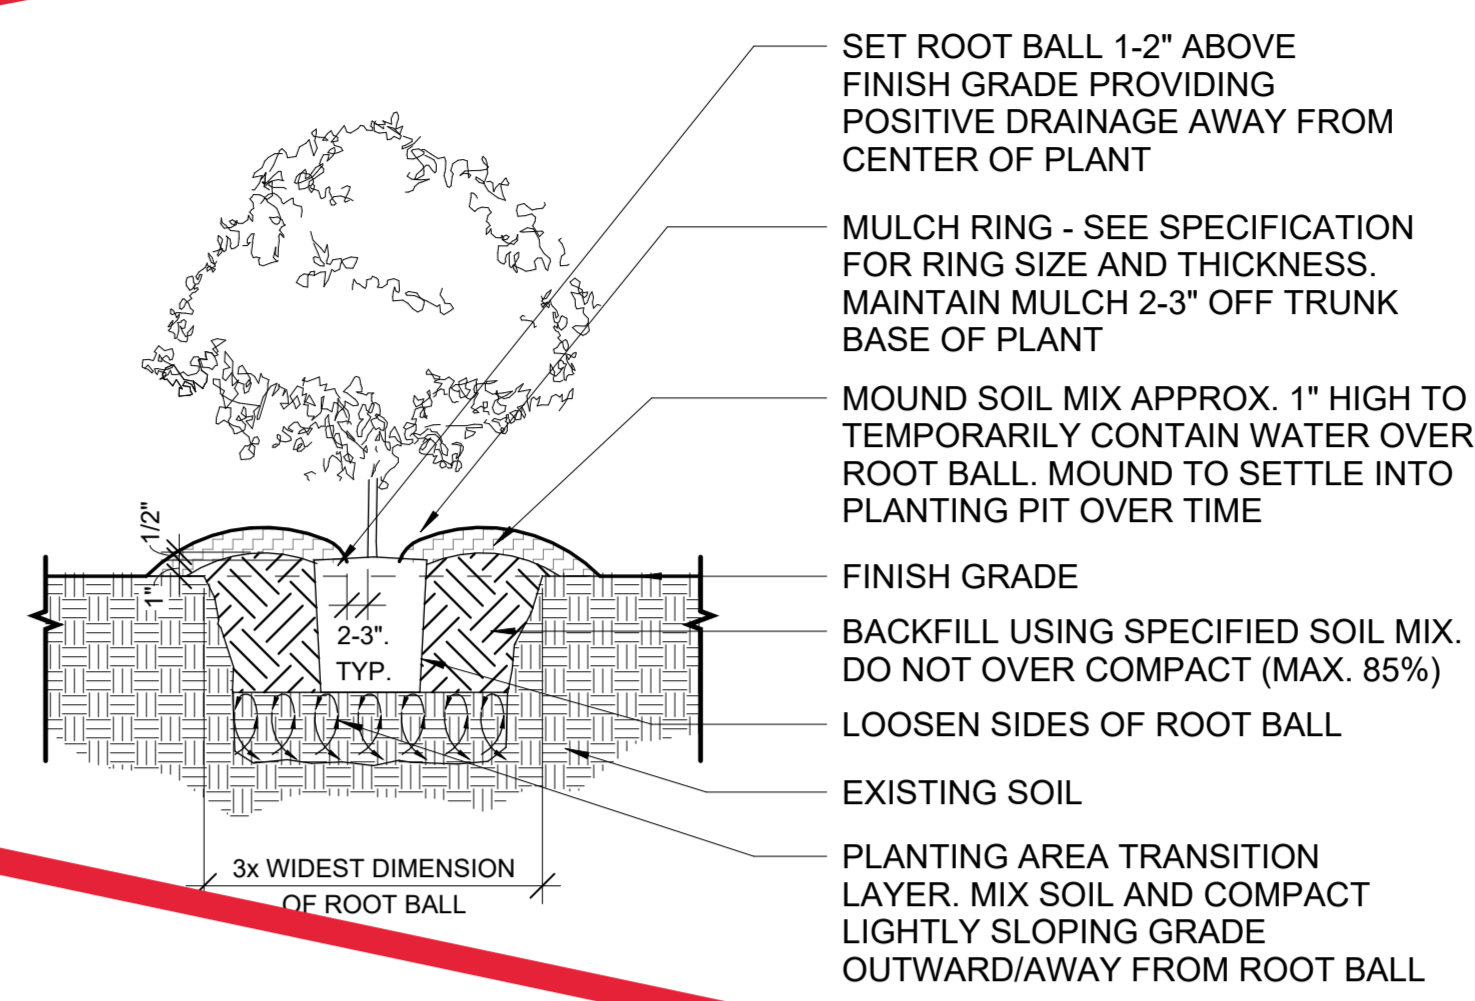 SET ROOT BALL 1-2" ABOVE
FINISH GRADE PROVIDING
POSITIVE DRAINAGE AWAY FROM
CENTER OF PLANT
MULCH RING - SEE SPECIFICATION
FOR RING SIZE AND THICKNESS.
MAINTAIN MULCH 2-3" OFF TRUNK
BASE OF PLANT
MOUND SOIL MIX APPROX. 1" HIGH TO
TEMPORARILY CONTAIN WATER OVER
ROOT BALL. MOUND TO SETTLE INTO
PLANTING PIT OVER TIME
FINISH GRADE
BACKFILL USING SPECIFIED SOIL MIX.
DO NOT OVER COMPACT (MAX. 85%)
LOOSEN SIDES OF ROOT BALL
EXISTING SOIL
PLANTING AREA TRANSITION
LAYER. MIX SOIL AND COMPACT
LIGHTLY SLOPING GRADE
OUTWARD/AWAY FROM ROOT BALL
1/2"
1"
2-3".
TYP.
3x WIDEST DIMENSION
OF ROOT BALL